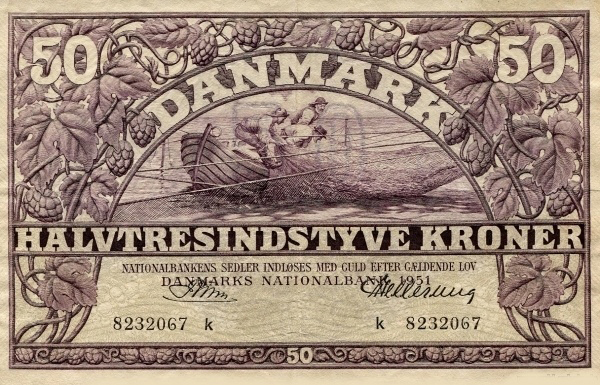 50 50
DANMARK
HALVTRESINDSTYVE KRONER
NATIONALBANKENS SEDLER INDLØSES MED GULD EFTER GÆLDENDE LOV
DANMARKS NATIONALBANK 1951
8232067 k k 8232067
50